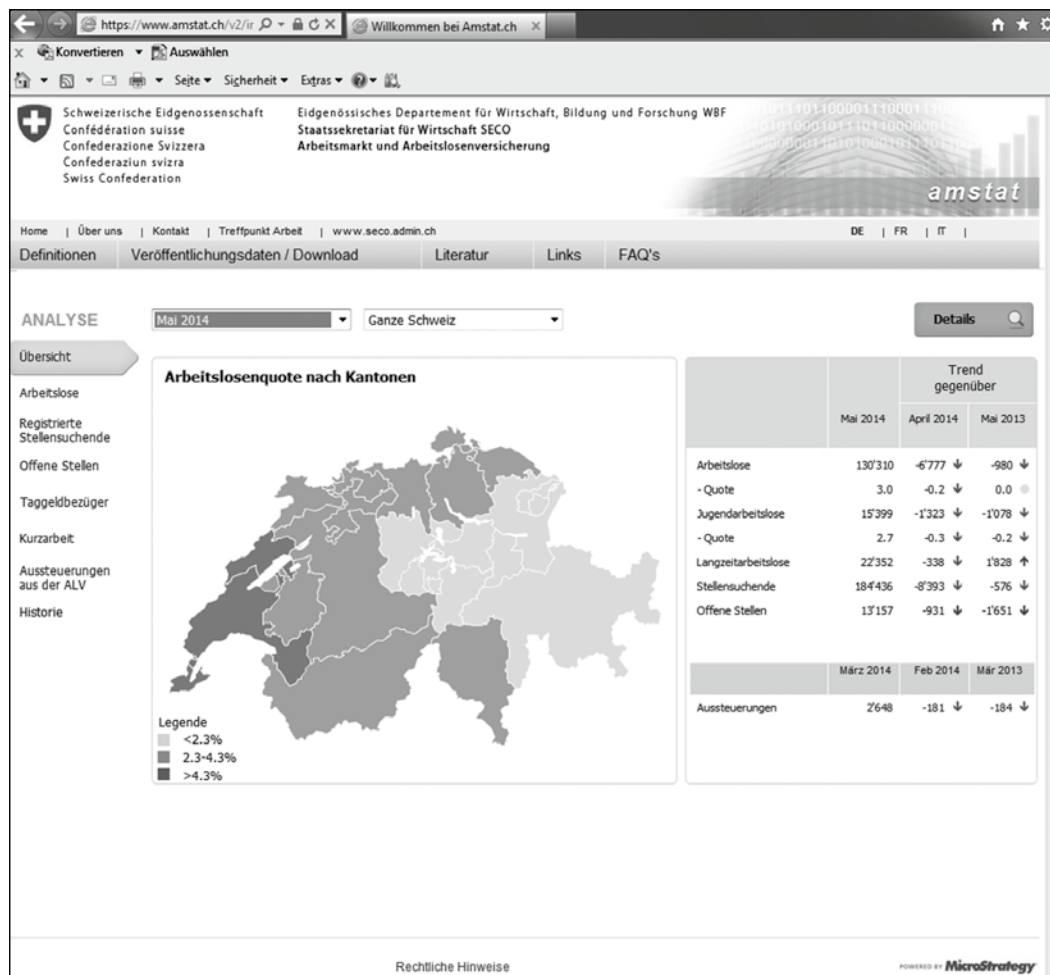 https://www.amstat.ch/v2/ir
Willkommen bei Amstat.ch
x Konvertieren Auswählen
Seite Sicherheit Extras
Schweizerische Eidgenossenschaft
Confédération suisse
Confederazione Svizzera
Confederaziun svizra
Swiss Confederation
Eidgenössisches Departement für Wirtschaft, Bildung und Forschung WBF
Staatssekretariat für Wirtschaft SECO
Arbeitsmarkt und Arbeitslosenversicherung
amstat
Home | Über uns | Kontakt | Treffpunkt Arbeit | www.seco.admin.ch DE | FR | IT |
Definitionen Veröffentlichungsdaten / Download Literatur Links FAQ's
ANALYSE
Mai 2014
Ganze Schweiz
Details
Übersicht
Arbeitslose
Registrierte
Stellensuchende
Offene Stellen
Taggeldbezüger
Kurzarbeit
Aussteuerungen
aus der ALV
Historie
Arbeitslosenquote nach Kantonen
Legende
<2.3%
2.3-4.3%
>4.3%
Trend
gegenüber
Mai 2014 April 2014 Mai 2013
Arbeitslose 130'310 -6'777 ↓ -980 ↓
- Quote 3.0 -0.2 ↓ 0.0
Jugendarbeitslose 15'399 -1'323 ↓ -1'078 ↓
- Quote 2.7 -0.3 ↓ -0.2 ↓
Langzeitarbeitslose 22'352 -338 ↓ 1'828 ↑
Stellensuchende 184'436 -8'393 ↓ -576 ↓
Offene Stellen 13'157 -931 ↓ -1'651 ↓
März 2014 Feb 2014 Mär 2013
Aussteuerungen 2'648 -181 ↓ -184 ↓
Rechtliche Hinweise
POWERED BY MicroStrategy